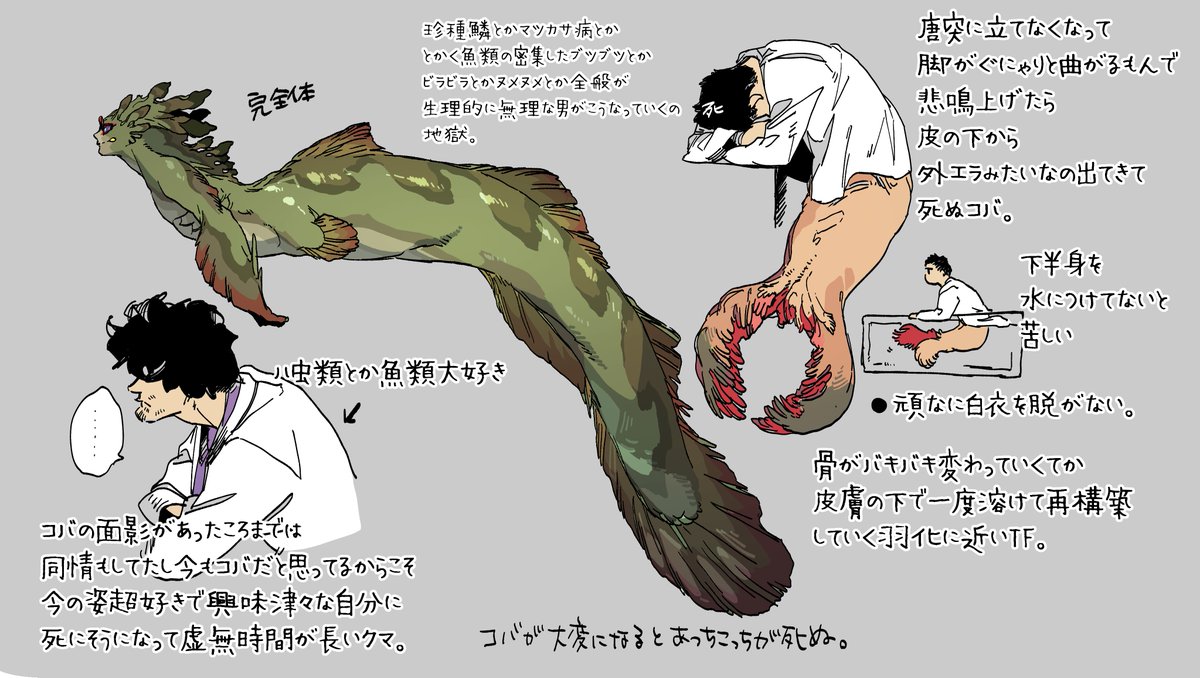 珍種鱗とかマツカサ病とか
とかく魚類の密集したブツブツとか
ビラビラとかヌメヌメとか全般が
生理的に無理な男がこうなっていくの
地獄。
完全体
唐突に立てなくなって
脚がぐにゃりと曲がるもんで
悲鳴上げたら
皮の下から
外エラみたいなの出てきて
死ぬコバ。
死
下半身を
水につけてないと
苦しい
●頑なに白衣を脱がない。
骨がバキバキ変わっていくてか
皮膚の下で一度溶けて再構築
していく羽化に近いTF。
爬虫類とか魚類大好き
……
コバの面影があったころまでは
同情もしてたし今もコバだと思ってるからこそ
今の姿超好きで興味津々な自分に
死にそうになって虚無時間が長いクマ。
コバが大変になるとあっちこっちが死ぬ。